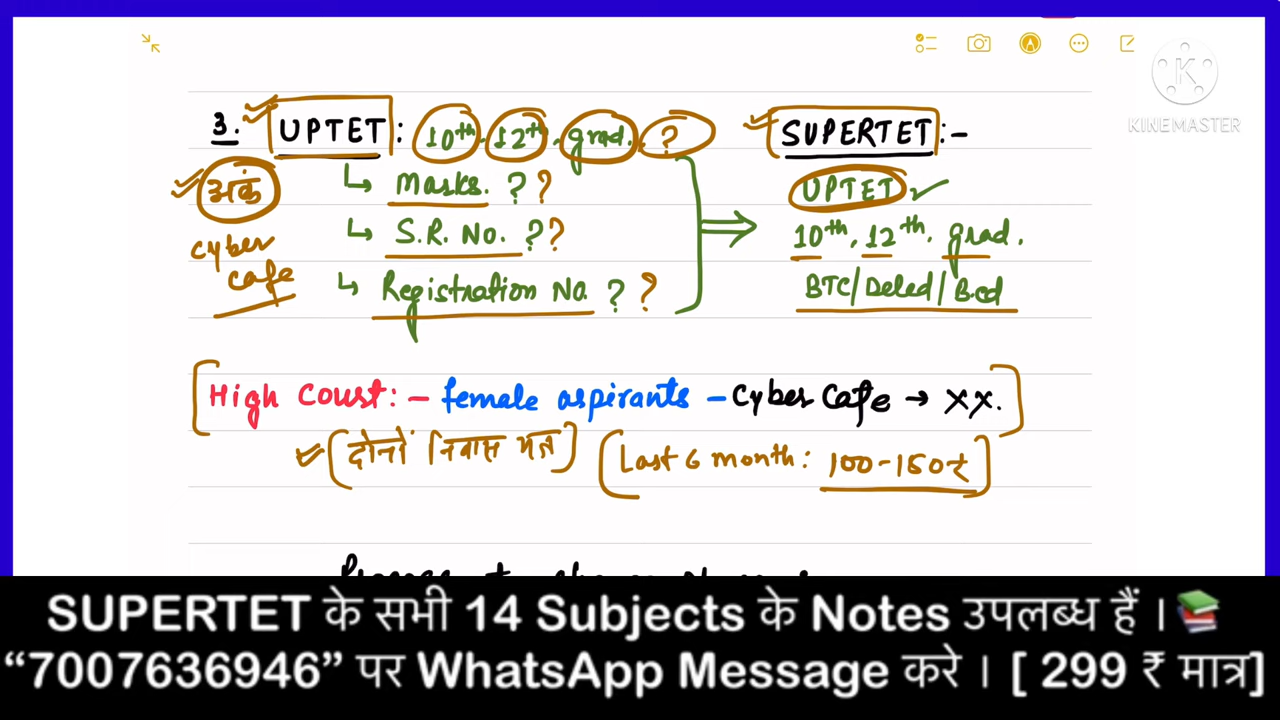 KINEMASTER
3. UPTET : 10th, 12th, grad. ? SUPERTET :-
अंक ↳ Marks. ?? UPTET ✓
cyber cafe ↳ S.R. No. ?? 10th, 12th, grad.
↳ Registration No. ?? BTC/Deled/B.ed
[High Court :- female aspirants - Cyber Cafe → xx.]
(दोनों निवास पत्र) [Last 6 month : 100-150₹]
SUPERTET के सभी 14 Subjects के Notes उपलब्ध हैं ।
“7007636946” पर WhatsApp Message करे । [ 299 ₹ मात्र]